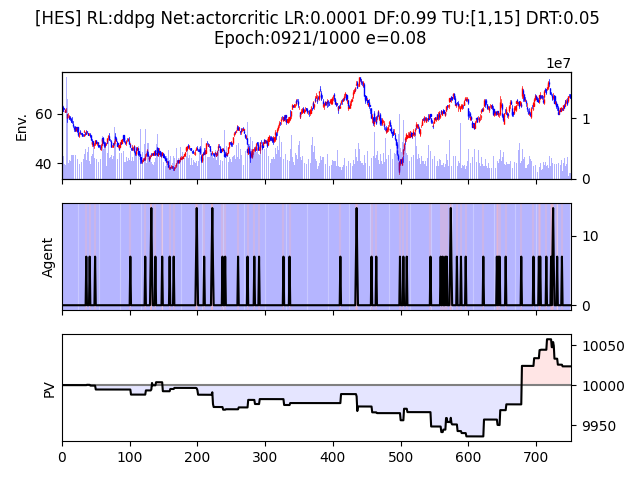 [HES] RL:ddpg Net:actorcritic LR:0.0001 DF:0.99 TU:[1,15] DRT:0.05
Epoch:0921/1000 e=0.08
1e7
Env.
60
40
1
0
Agent
10
0
PV
10050
10000
9950
0 100 200 300 400 500 600 700